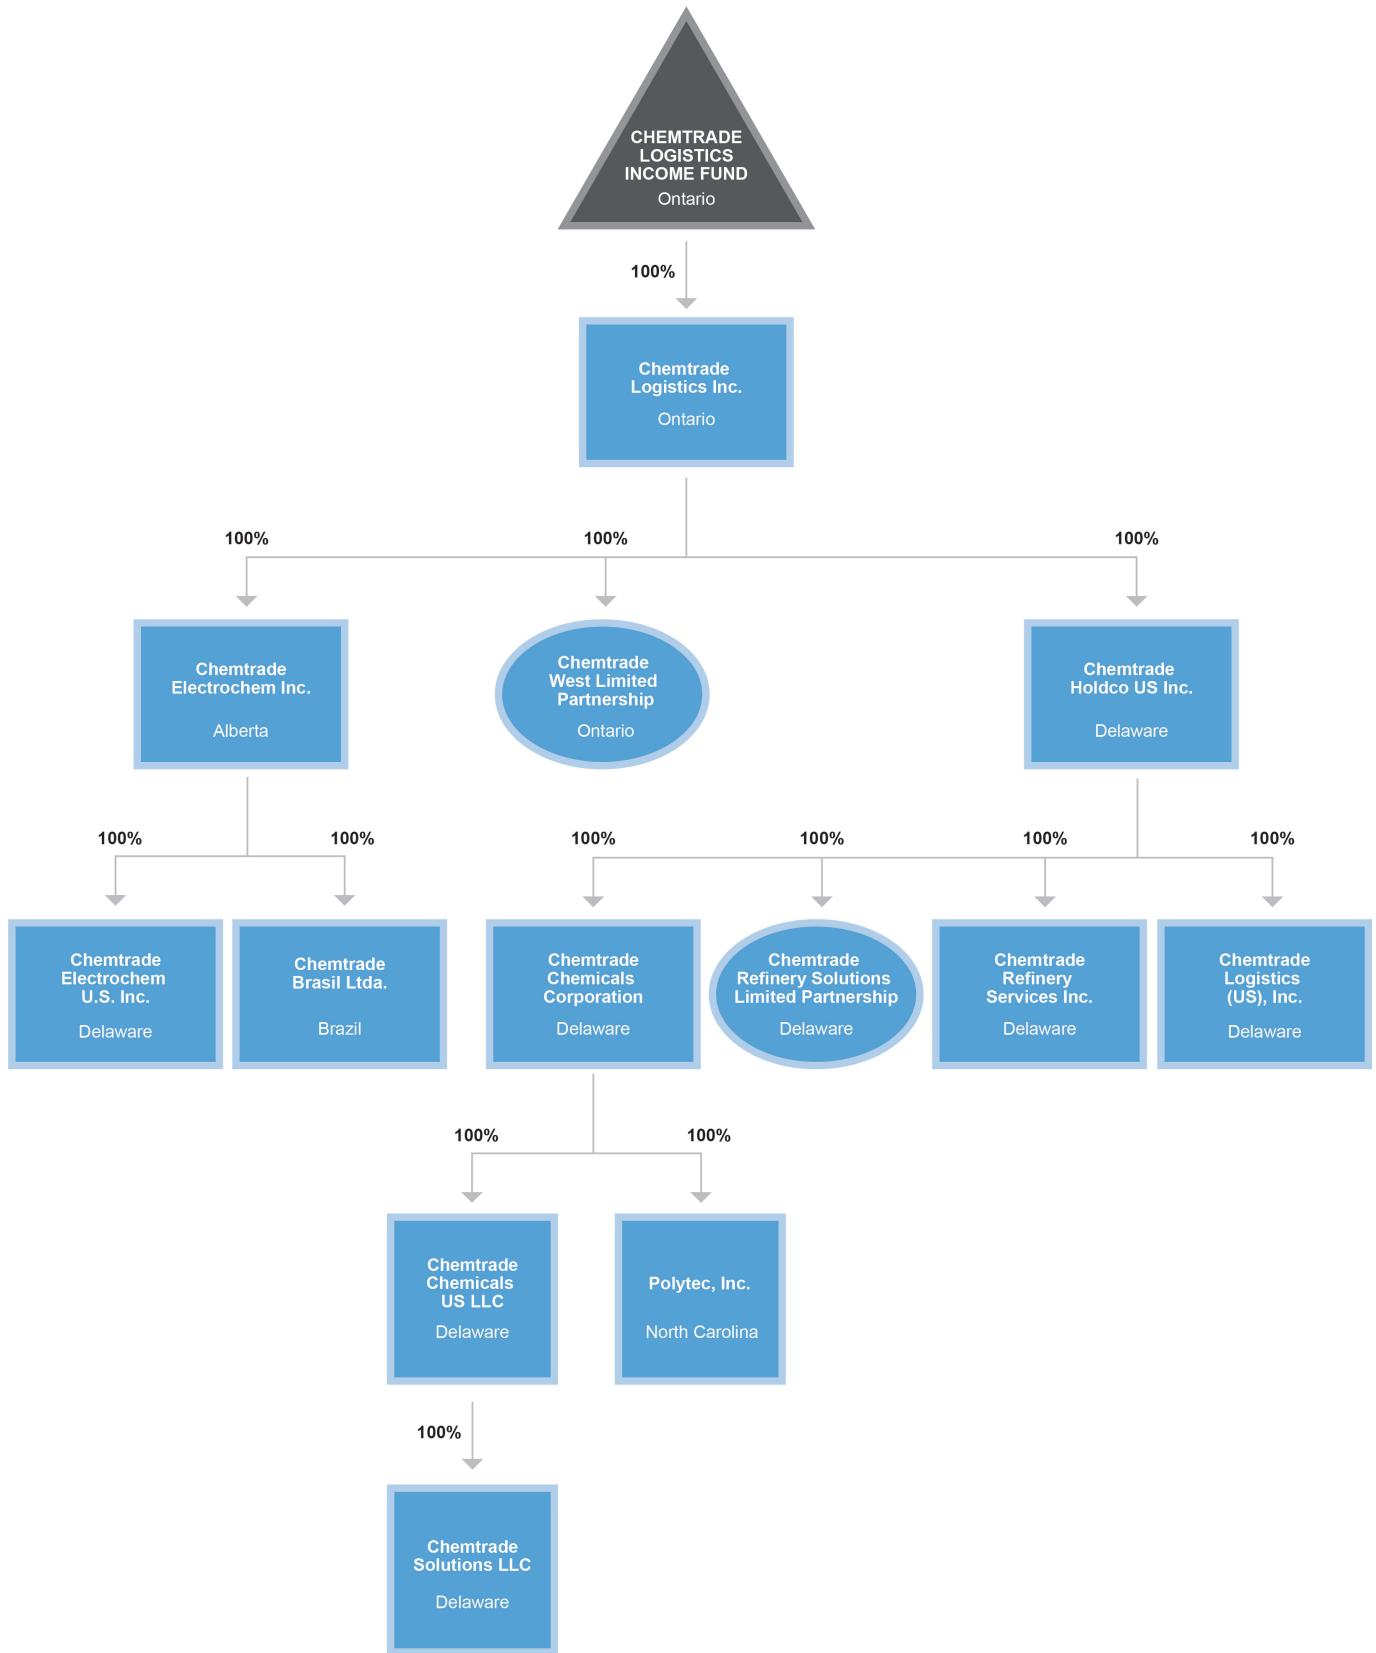 CHEMTRADE
LOGISTICS
INCOME FUND
Ontario
100%
Chemtrade
Logistics Inc.
Ontario
100%
100%
100%
Chemtrade
Electrochem Inc.
Alberta
Chemtrade
West Limited
Partnership
Ontario
Chemtrade
Holdco US Inc.
Delaware
100%
100%
100%
100%
100%
100%
Chemtrade
Electrochem
U.S. Inc.
Delaware
Chemtrade
Brasil Ltda.
Brazil
Chemtrade
Chemicals
Corporation
Delaware
Chemtrade
Refinery Solutions
Limited Partnership
Delaware
Chemtrade
Refinery
Services Inc.
Delaware
Chemtrade
Logistics
(US), Inc.
Delaware
100%
100%
Chemtrade
Chemicals
US LLC
Delaware
Polytec, Inc.
North Carolina
100%
Chemtrade
Solutions LLC
Delaware